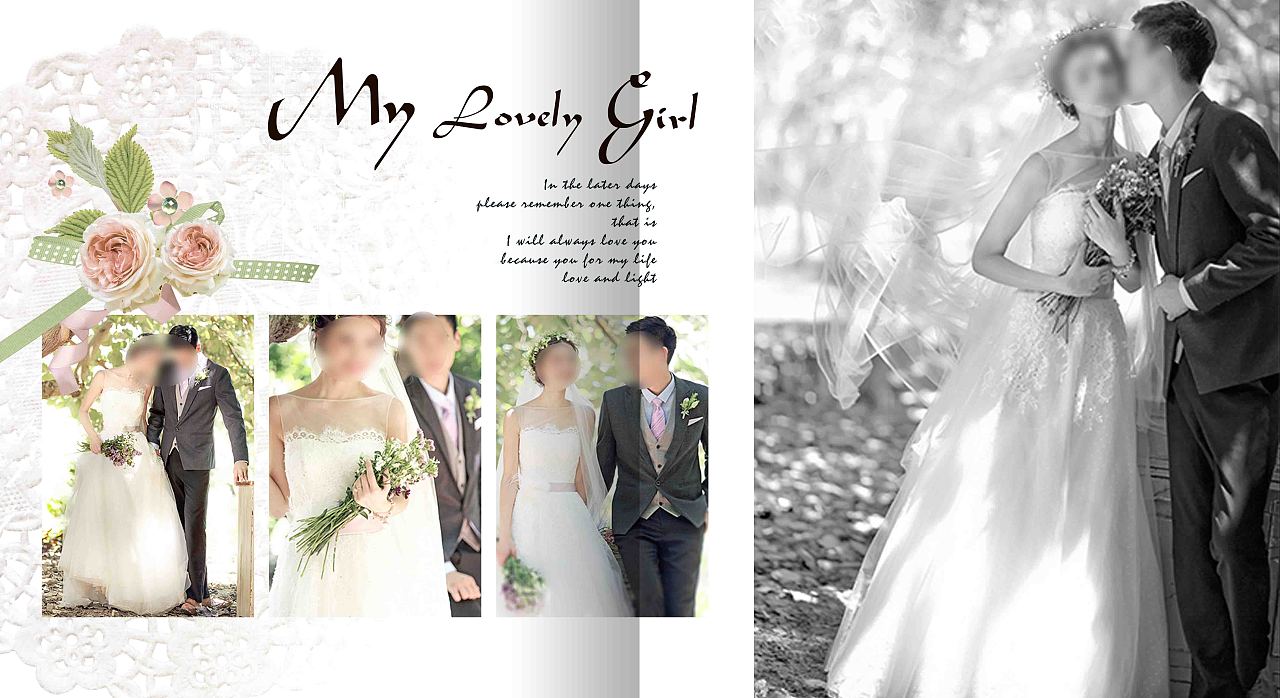 My Lovely Girl
In the later days
please remember one thing,
that is
I will always love you
because you for my life
love and light